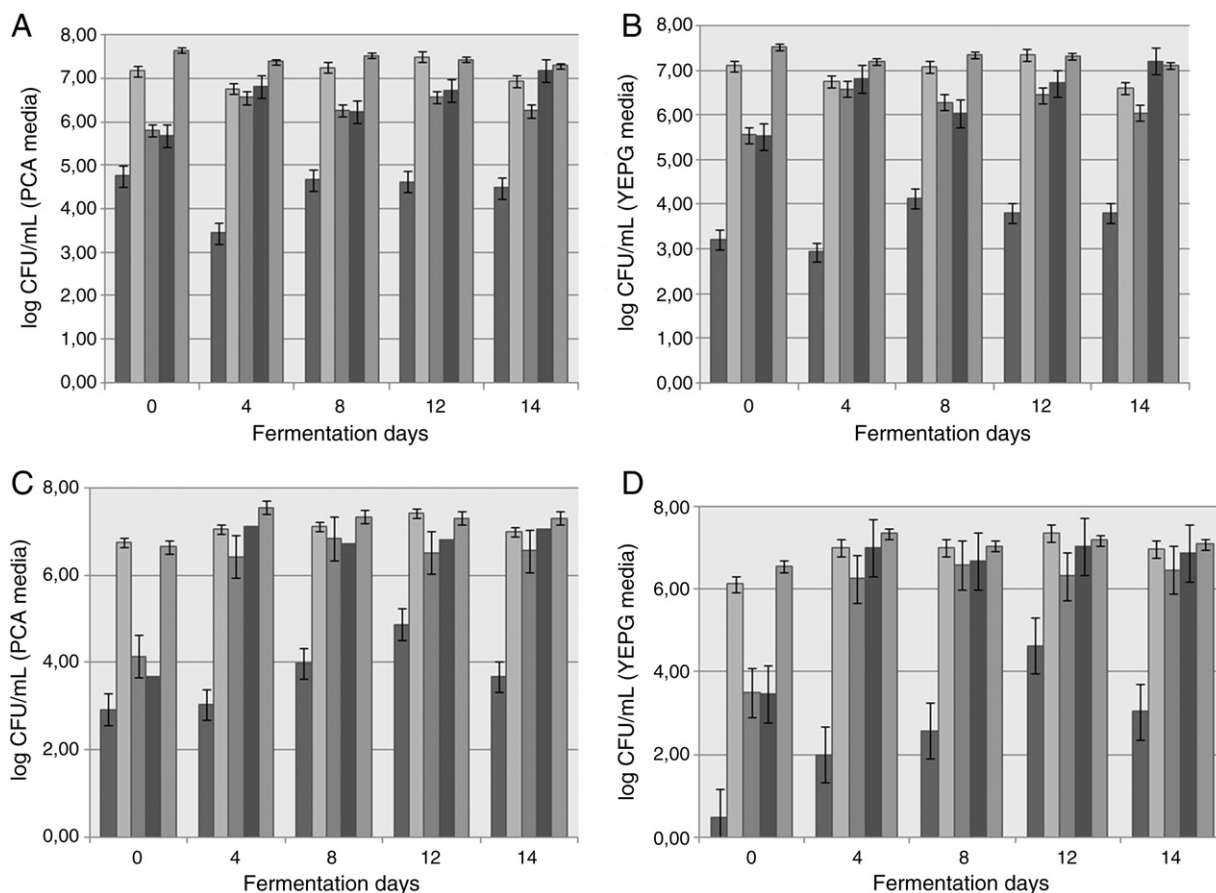 A
log CFU/mL (PCA media)
8,00
7,00
6,00
5,00
4,00
3,00
2,00
1,00
0,00
0 4 8 12 14
Fermentation days
B
log CFU/mL (YEPG media)
8,00
7,00
6,00
5,00
4,00
3,00
2,00
1,00
0,00
0 4 8 12 14
Fermentation days
C
log CFU/mL (PCA media)
8,00
6,00
4,00
2,00
0,00
0 4 8 12 14
Fermentation days
D
log CFU/mL (YEPG media)
8,00
6,00
4,00
2,00
0,00
0 4 8 12 14
Fermentation days